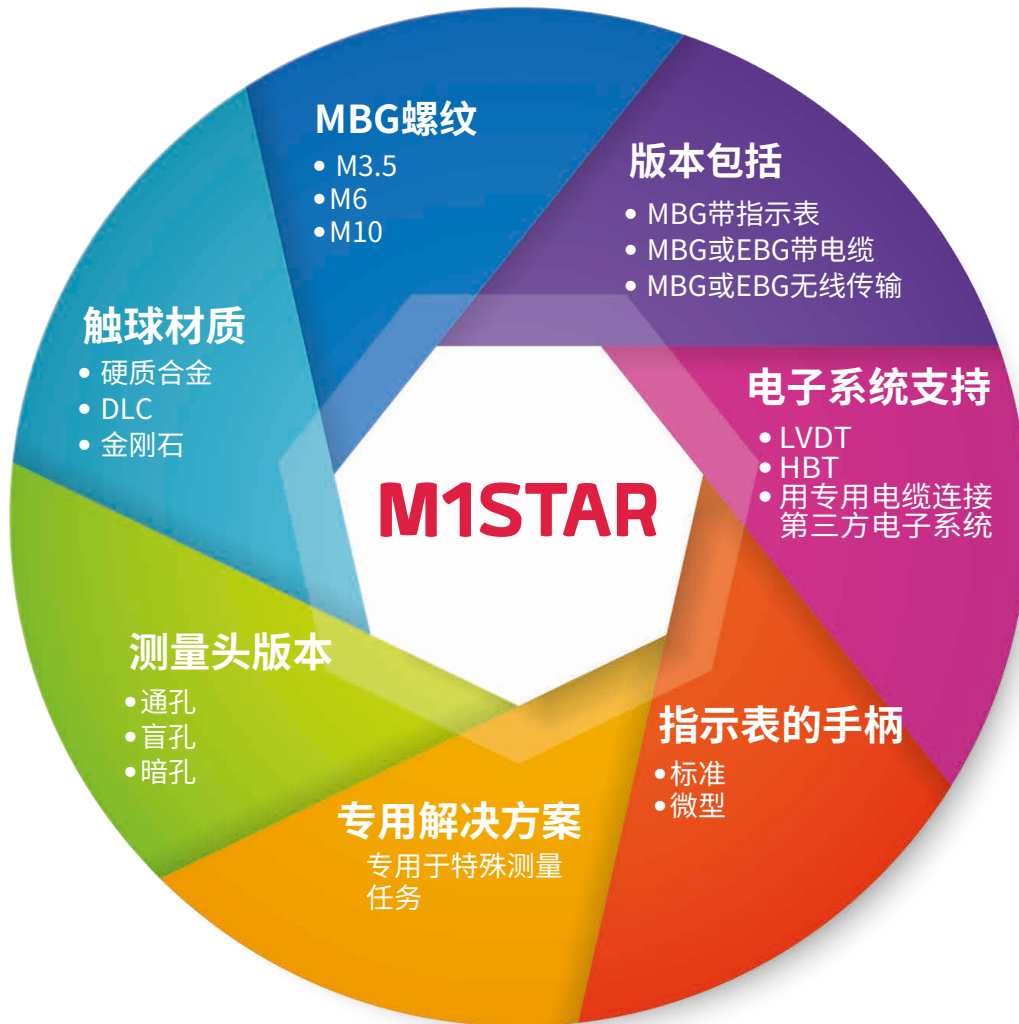 MBG螺纹
• M3.5
•M6
•M10
版本包括
• MBG带指示表
• MBG或EBG带电缆
• MBG或EBG无线传输
触球材质
• 硬质合金
• DLC
• 金刚石
电子系统支持
•LVDT
•HBT
•用专用电缆连接
第三方电子系统
M1STAR
测量头版本
•通孔
•盲孔
•暗孔
指示表的手柄
•标准
•微型
专用解决方案
专用于特殊测量
任务